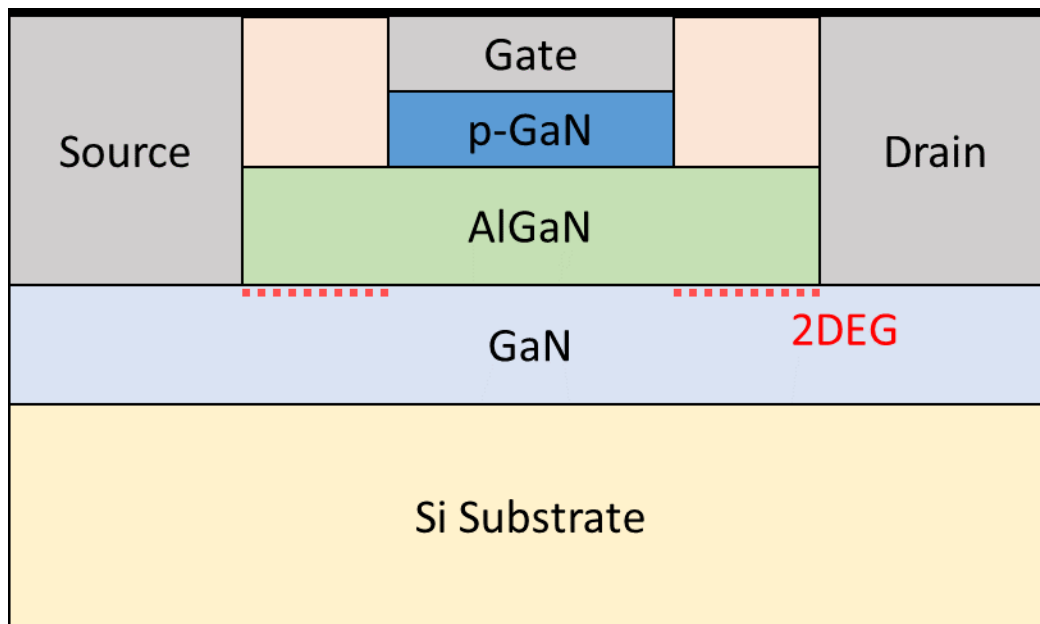 Gate
p-GaN
Source
Drain
AlGaN
2DEG
GaN
Si Substrate